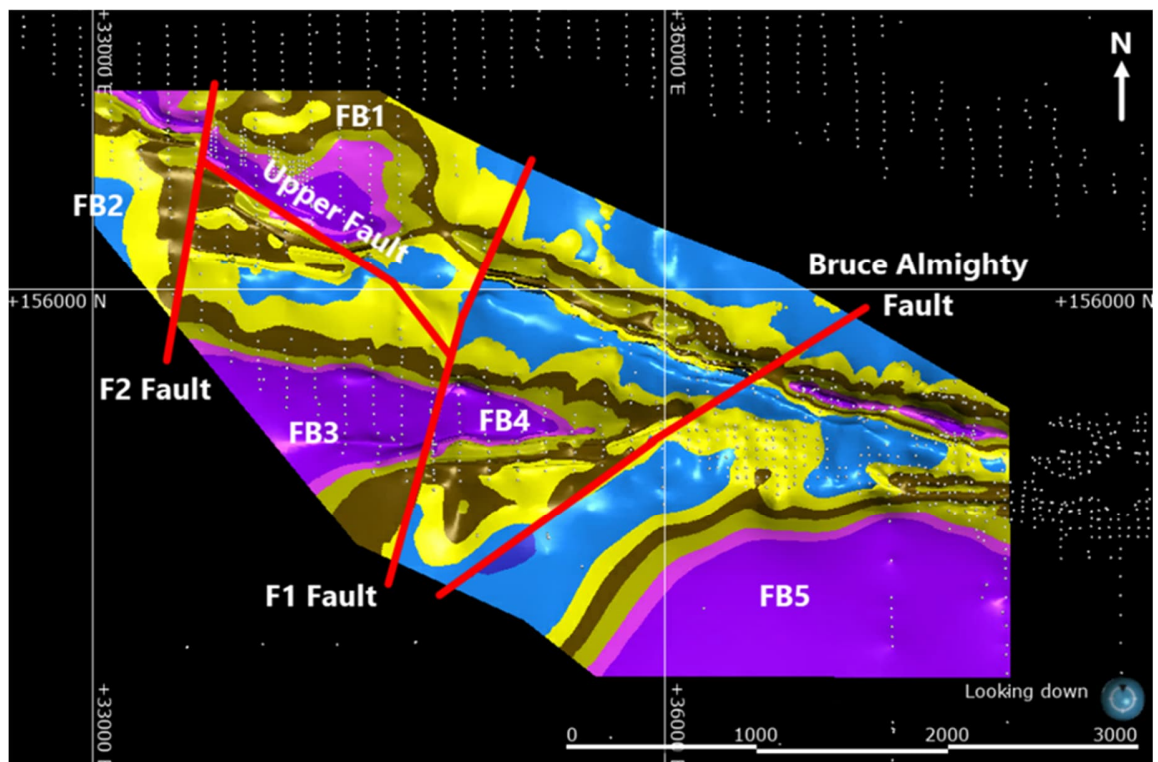 +33000 E
+36000 E
N
FB1
Upper Fault
FB2
Bruce Almighty
Fault
+156000 N
+156000 N
F2 Fault
FB3
FB4
F1 Fault
FB5
Looking down
+33000 E
+36000 E
0 1000 2000 3000